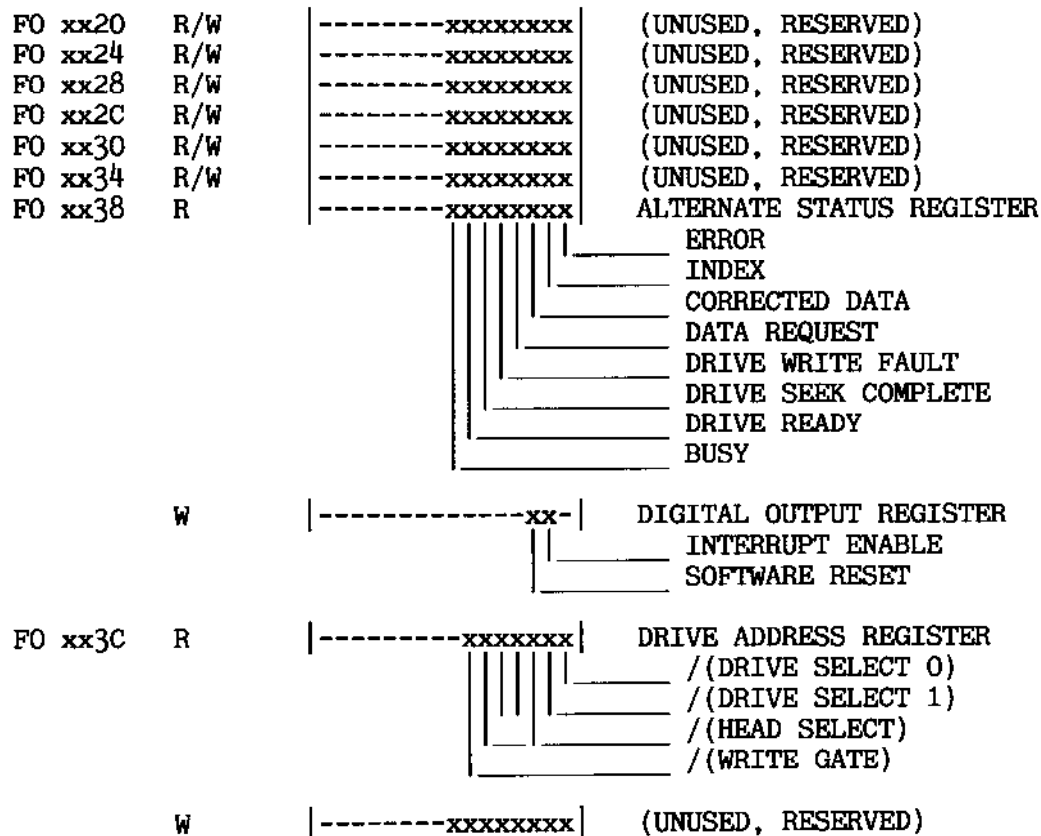 F0 xx20 R/W |--------xxxxxxxx| (UNUSED, RESERVED)
F0 xx24 R/W |--------xxxxxxxx| (UNUSED, RESERVED)
F0 xx28 R/W |--------xxxxxxxx| (UNUSED, RESERVED)
F0 xx2C R/W |--------xxxxxxxx| (UNUSED, RESERVED)
F0 xx30 R/W |--------xxxxxxxx| (UNUSED, RESERVED)
F0 xx34 R/W |--------xxxxxxxx| (UNUSED, RESERVED)
F0 xx38 R |--------xxxxxxxx| ALTERNATE STATUS REGISTER
ERROR
INDEX
CORRECTED DATA
DATA REQUEST
DRIVE WRITE FAULT
DRIVE SEEK COMPLETE
DRIVE READY
BUSY
W |-------------xx-| DIGITAL OUTPUT REGISTER
INTERRUPT ENABLE
SOFTWARE RESET
F0 xx3C R |---------xxxxxxx| DRIVE ADDRESS REGISTER
/(DRIVE SELECT 0)
/(DRIVE SELECT 1)
/(HEAD SELECT)
/(WRITE GATE)
W |--------xxxxxxxx| (UNUSED, RESERVED)